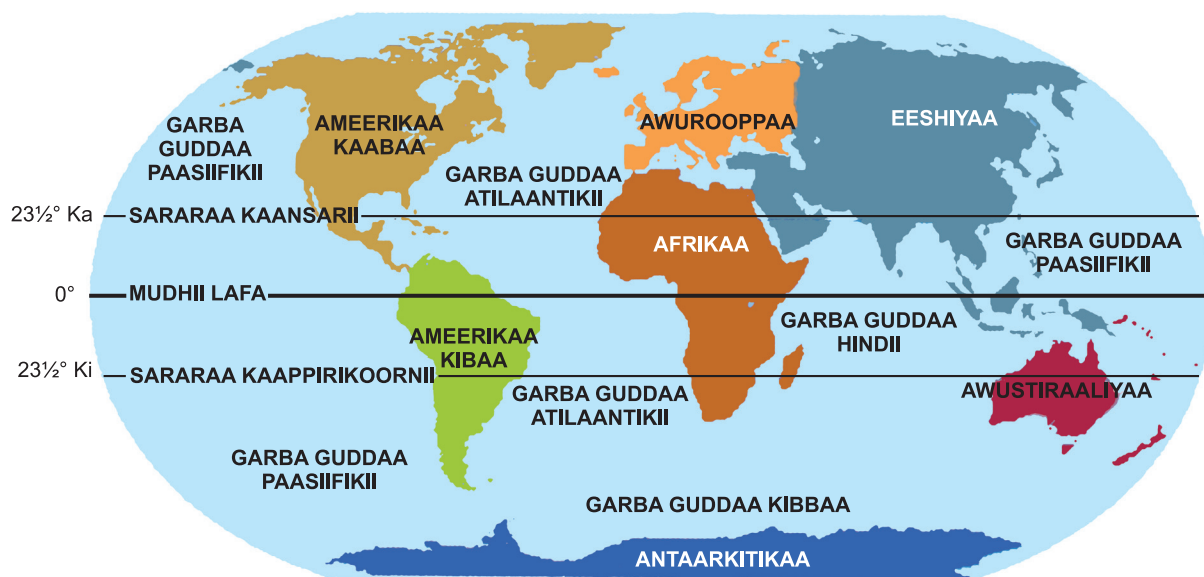 GARBA
GUDDAA
PAASIIFIKII
AMEERIKAA
KAABAA
AWUROOPPAA
EESHIYAA
GARBA GUDDAA
ATILAANTIKII
23½° Ka
SARARAA KAANSARII
AFRIKAA
GARBA GUDDAA
PAASIIFIKII
0°
MUDHII LAFA
AMEERIKAA
KIBAA
GARBA GUDDAA
HINDII
23½° Ki
SARARAA KAAPPIRIKOORNII
GARBA GUDDAA
ATILAANTIKII
AWUSTIRAALIYAA
GARBA GUDDAA
PAASIIFIKII
GARBA GUDDAA KIBBAA
ANTAARKITIKAA